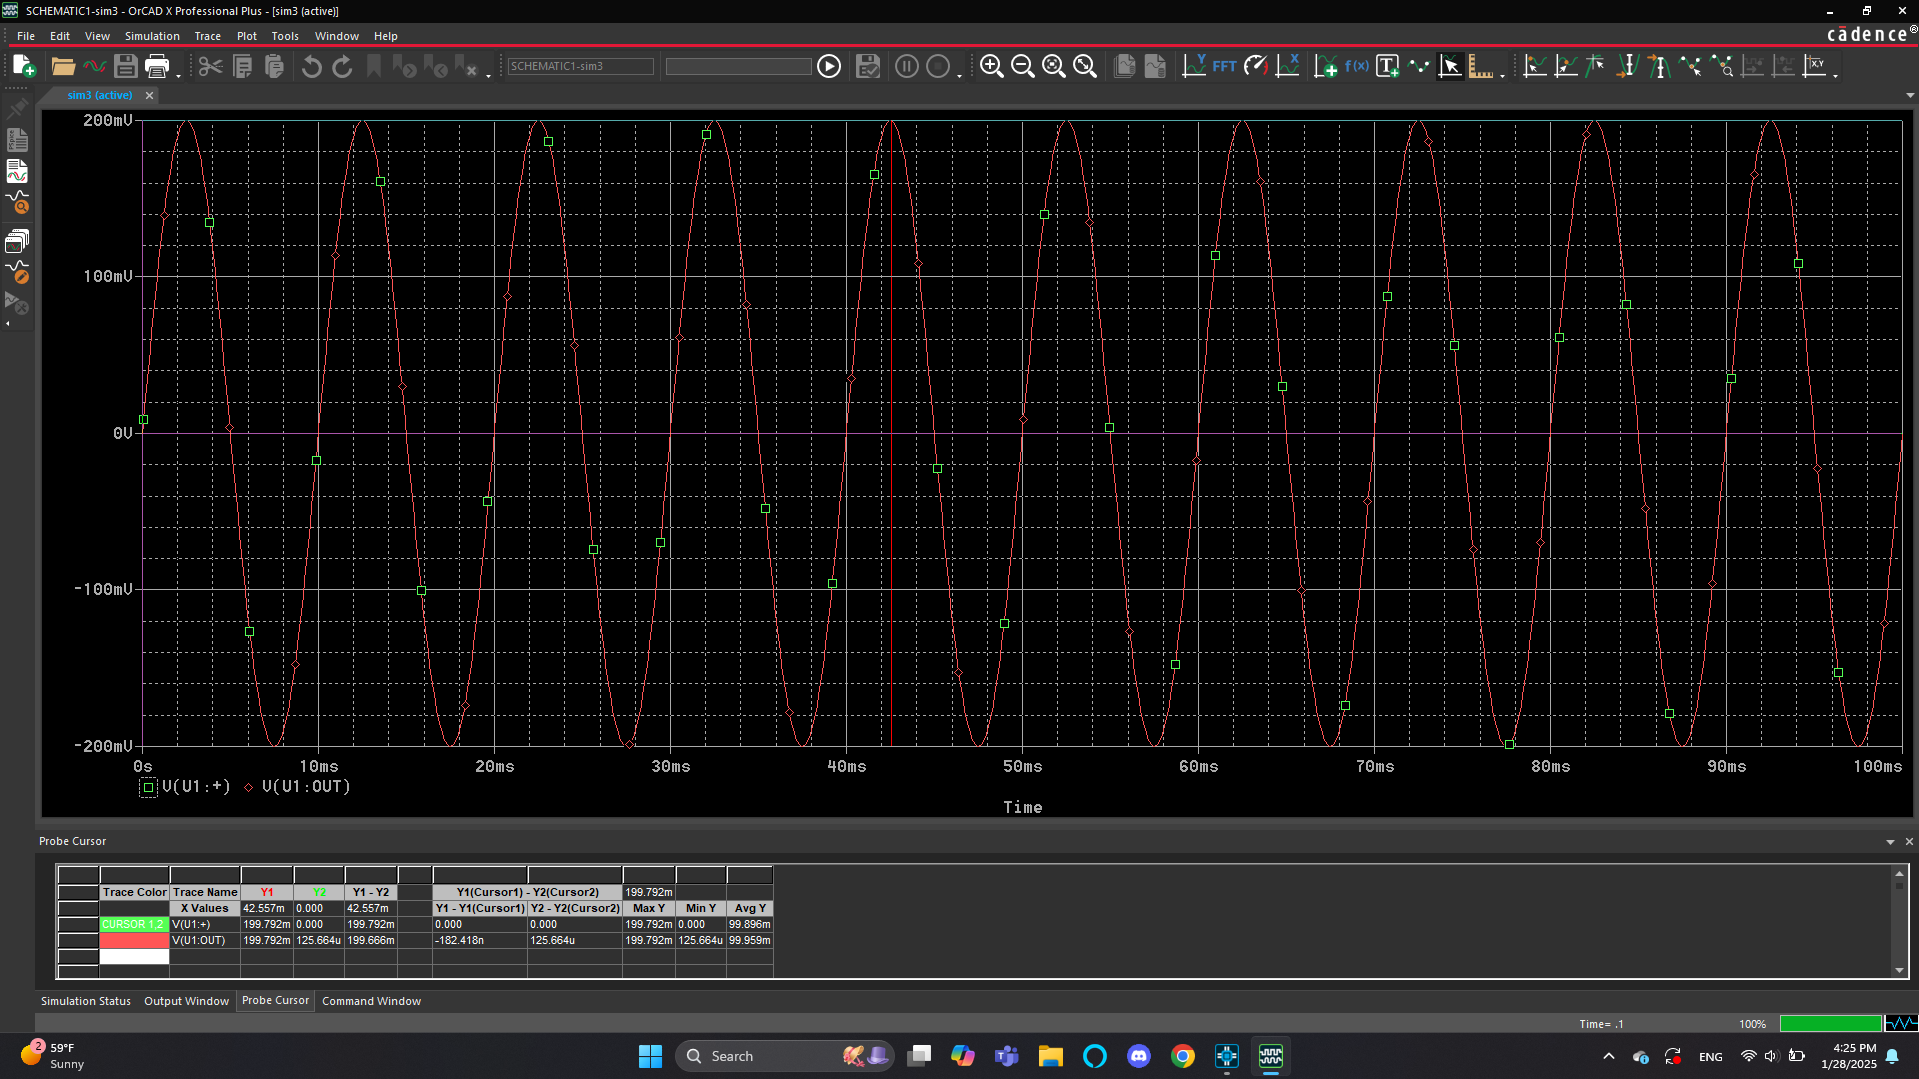 SCHEMATIC1-sim3 - OrCAD X Professional Plus - [sim3 (active)]
File Edit View Simulation Trace Plot Tools Window Help
cādence®
SCHEMATIC1-sim3
FFT
f(x)
sim3 (active)
200mV
100mV
0V
-100mV
-200mV
0s 10ms 20ms 30ms 40ms 50ms 60ms 70ms 80ms 90ms 100ms
V(U1:+) V(U1:OUT)
Time
Probe Cursor
Trace Color Trace Name Y1 Y2 Y1 - Y2 Y1(Cursor1) - Y2(Cursor2) 199.792m
X Values 42.557m 0.000 42.557m Y1 - Y1(Cursor1) Y2 - Y2(Cursor2) Max Y Min Y Avg Y
CURSOR 1,2 V(U1:+) 199.792m 0.000 199.792m 0.000 0.000 199.792m 0.000 99.896m
V(U1:OUT) 199.792m 125.664u 199.666m -182.418n 125.664u 199.792m 125.664u 99.959m
Simulation Status Output Window Probe Cursor Command Window
Time= .1 100%
2
59°F
Sunny
Search
ENG
4:25 PM
1/28/2025